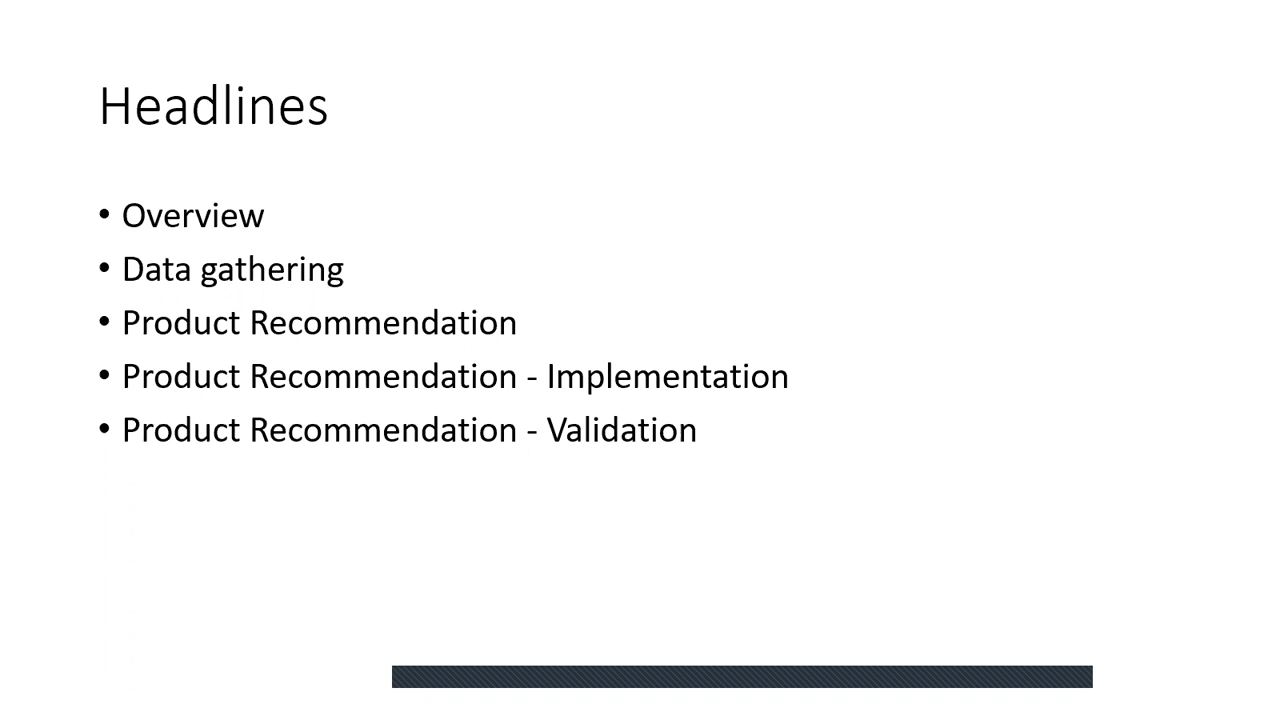 Headlines
• Overview
• Data gathering
• Product Recommendation
• Product Recommendation - Implementation
• Product Recommendation - Validation